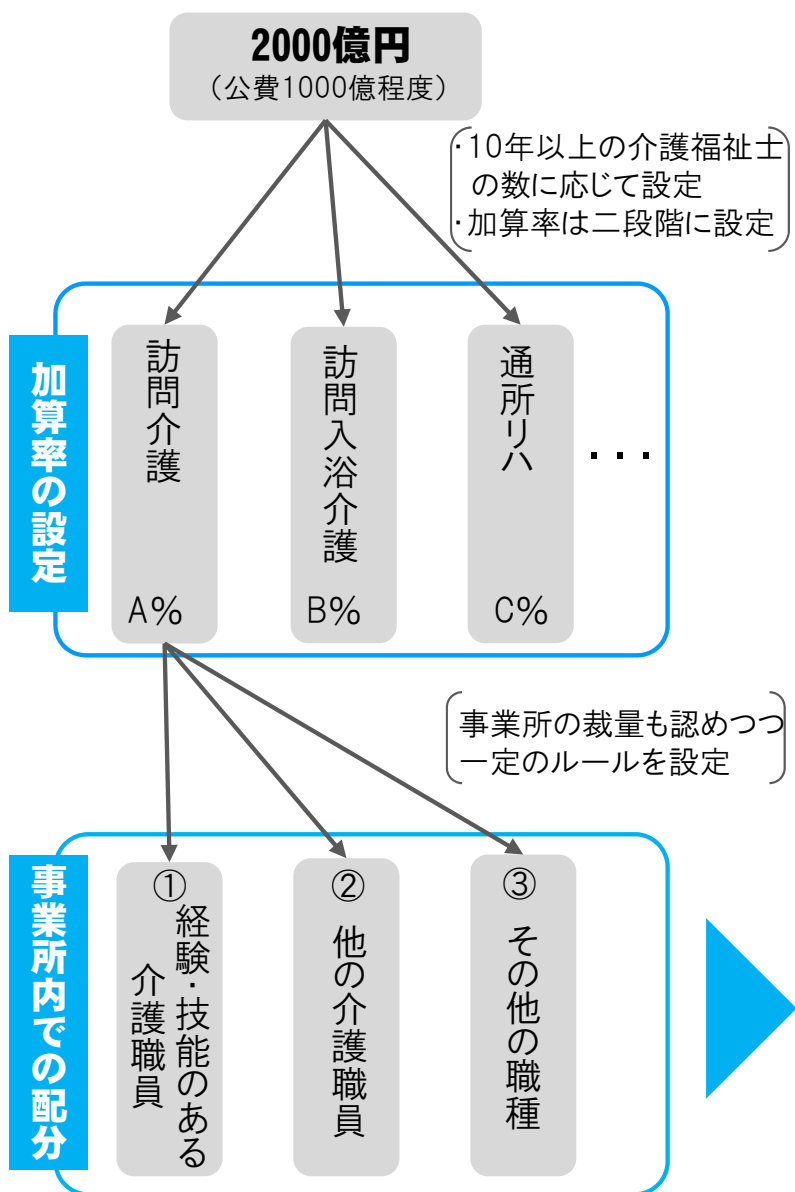 2000億円
（公費1000億程度）
・10年以上の介護福祉士
の数に応じて設定
・加算率は二段階に設定
加算率の設定
訪問介護
A%
訪問入浴介護
B%
通所リハ
C%
・・・
事業所の裁量も認めつつ
一定のルールを設定
事業所内での配分
①
経験・技能のある
介護職員
②
他の介護職員
③
その他の職種